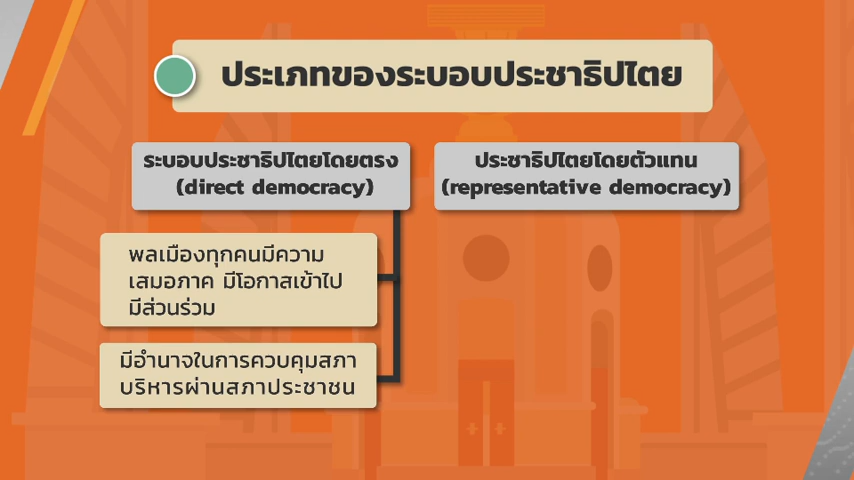 ประเภทของระบอบประชาธิปไตย
ระบอบประชาธิปไตยโดยตรง
(direct democracy)
ประชาธิปไตยโดยตัวแทน
(representative democracy)
พลเมืองทุกคนมีความ
เสมอภาค มีโอกาสเข้าไป
มีส่วนร่วม
มีอำนาจในการควบคุมสภา
บริหารผ่านสภาประชาชน